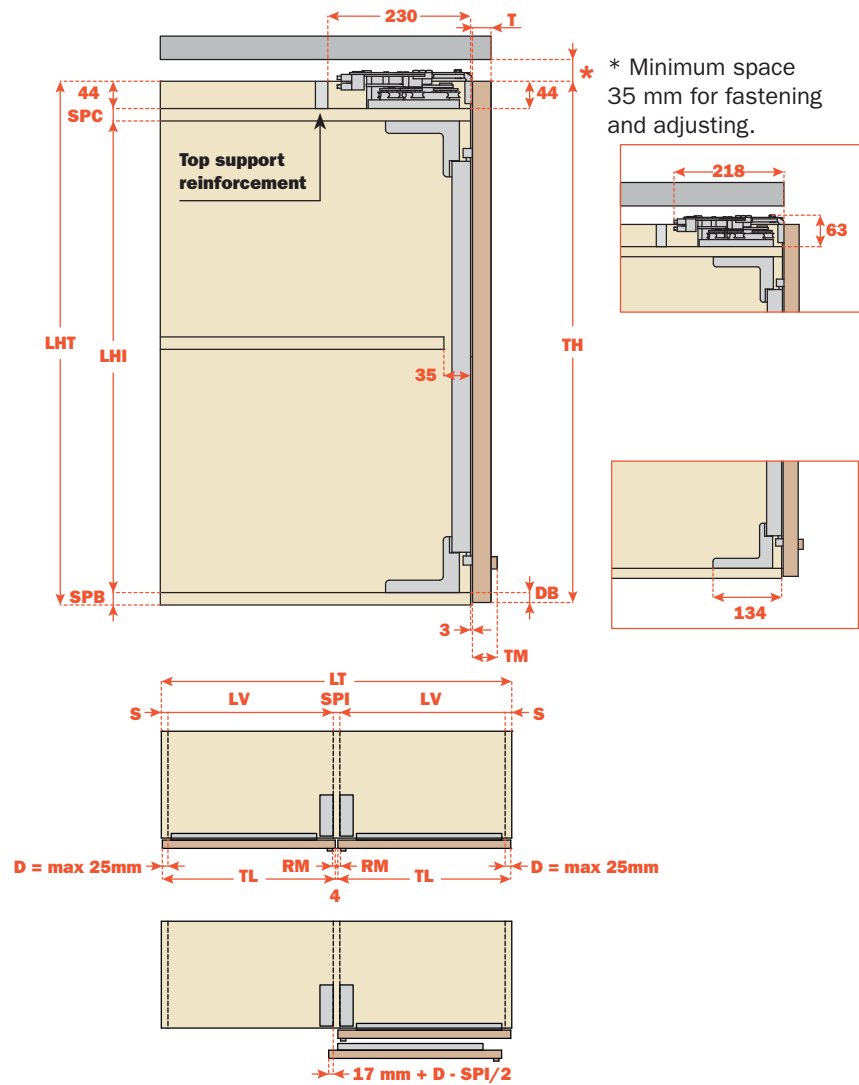 230
T
*
* Minimum space
35 mm for fastening
and adjusting.
44
44
SPC
Top support
reinforcement
218
63
LHT
LHI
TH
35
SPB
DB
3
TM
134
LT
LV
SPI
LV
S
S
D = max 25mm
RM
RM
D = max 25mm
TL
TL
4
17 mm + D - SPI/2